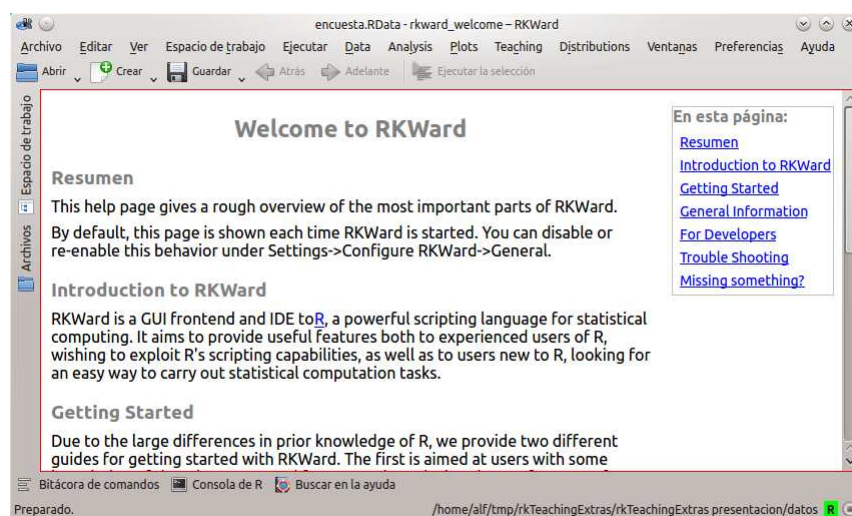 encuesta.RData - rkward_welcome – RKWard
Archivo Editar Ver Espacio de trabajo Ejecutar Data Analysis Plots Teaching Distributions Ventanas Preferencias Ayuda
Abrir Crear Guardar Atrás Adelante Ejecutar la selección
Espacio de trabajo
Archivos
Welcome to RKWard
Resumen
This help page gives a rough overview of the most important parts of RKWard.
By default, this page is shown each time RKWard is started. You can disable or
re-enable this behavior under Settings->Configure RKWard->General.
Introduction to RKWard
RKWard is a GUI frontend and IDE toR, a powerful scripting language for statistical
computing. It aims to provide useful features both to experienced users of R,
wishing to exploit R's scripting capabilities, as well as to users new to R, looking for
an easy way to carry out statistical computation tasks.
Getting Started
Due to the large differences in prior knowledge of R, we provide two different
guides for getting started with RKWard. The first is aimed at users with some
En esta página:
Resumen
Introduction to RKWard
Getting Started
General Information
For Developers
Trouble Shooting
Missing something?
Bitácora de comandos Consola de R Buscar en la ayuda
Preparado. /home/alf/tmp/rkTeachingExtras/rkTeachingExtras presentacion/datos R